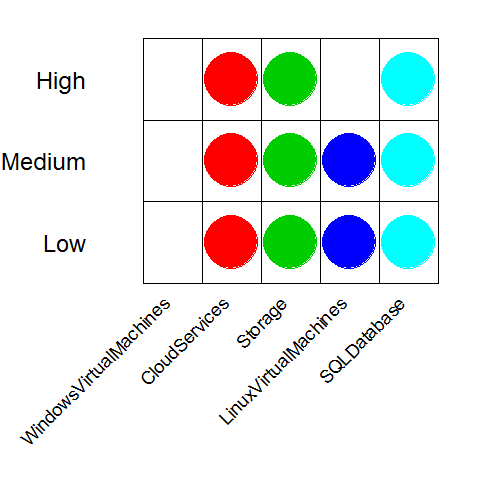 High
Medium
Low
WindowsVirtualMachines
CloudServices
Storage
LinuxVirtualMachines
SQLDatabase